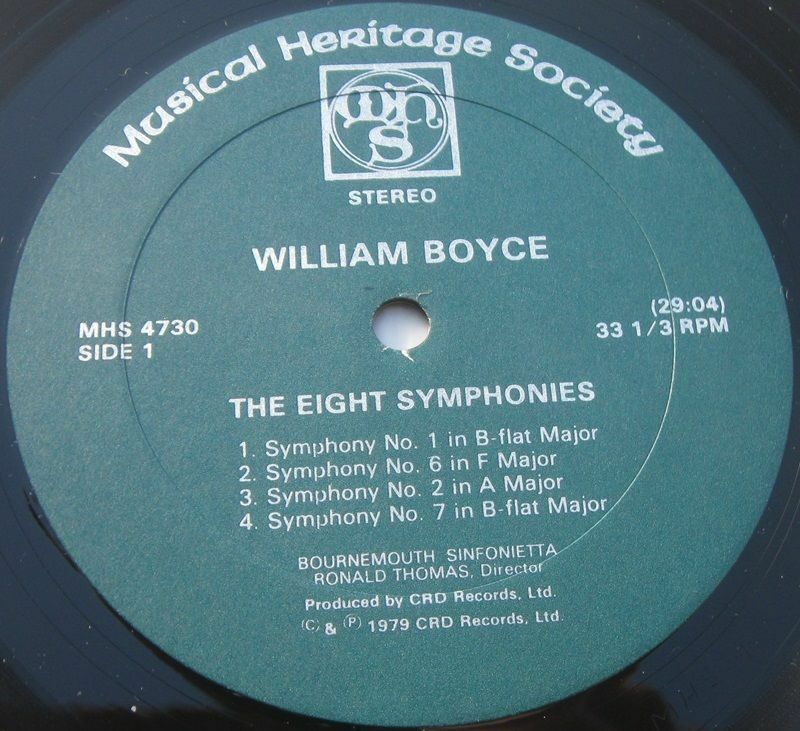 Musical Heritage Society
mhs
STEREO
WILLIAM BOYCE
MHS 4730
SIDE 1
(29:04)
33 1/3 RPM
THE EIGHT SYMPHONIES
1. Symphony No. 1 in B-flat Major
2. Symphony No. 6 in F Major
3. Symphony No. 2 in A Major
4. Symphony No. 7 in B-flat Major
BOURNEMOUTH SINFONIETTA
RONALD THOMAS, Director
Produced by CRD Records, Ltd.
(C) & (P) 1979 CRD Records, Ltd.